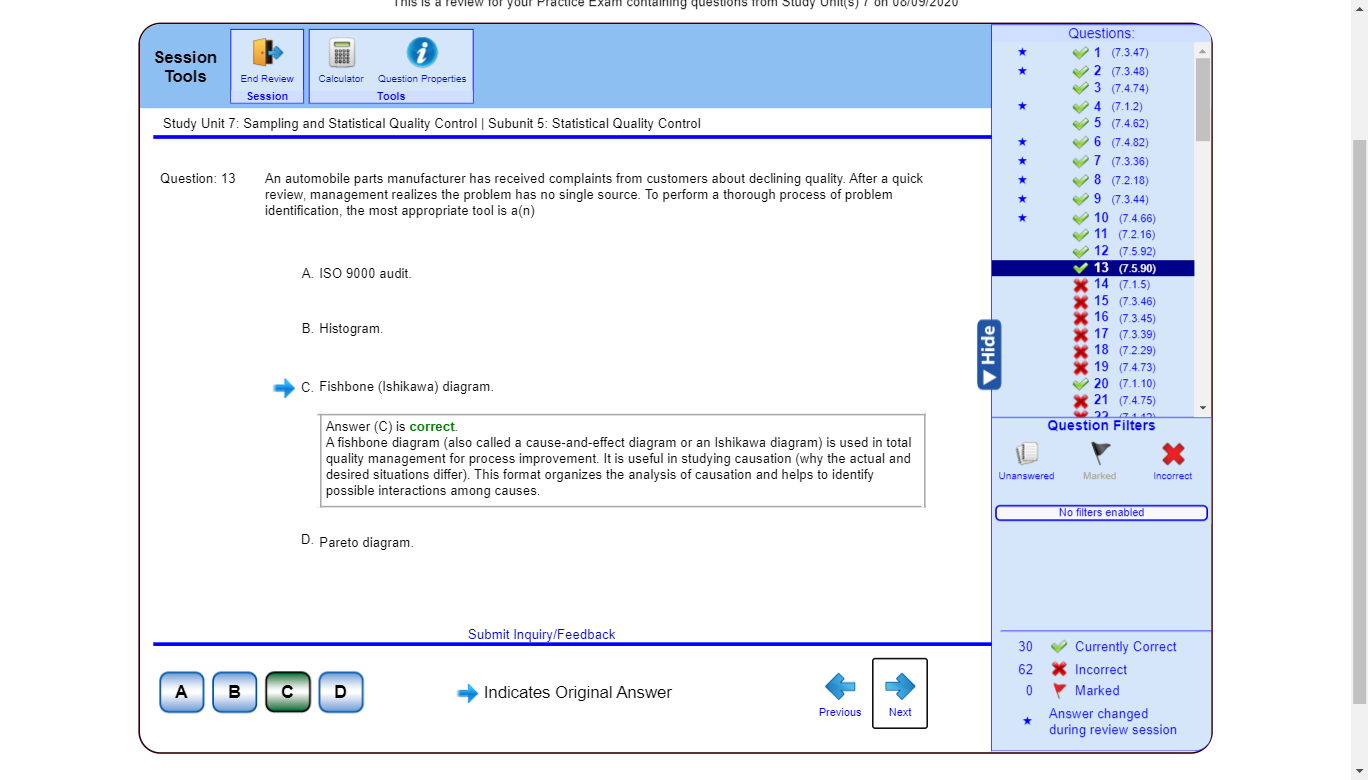 This is a review for your Practice Exam containing questions from Study Unit(s) 7 on 08/09/2020
Session Tools
End Review
Session
Calculator
Question Properties
Tools
Study Unit 7: Sampling and Statistical Quality Control | Subunit 5: Statistical Quality Control
Question: 13
An automobile parts manufacturer has received complaints from customers about declining quality. After a quick
review, management realizes the problem has no single source. To perform a thorough process of problem
identification, the most appropriate tool is a(n)
A. ISO 9000 audit.
B. Histogram.
C. Fishbone (Ishikawa) diagram.
Answer (C) is correct.
A fishbone diagram (also called a cause-and-effect diagram or an Ishikawa diagram) is used in total
quality management for process improvement. It is useful in studying causation (why the actual and
desired situations differ). This format organizes the analysis of causation and helps to identify
possible interactions among causes.
D. Pareto diagram.
Submit Inquiry/Feedback
A B C D
Indicates Original Answer
Previous
Next
Questions:
1 (7.3.47)
2 (7.3.48)
3 (7.4.74)
4 (7.1.2)
5 (7.4.62)
6 (7.4.82)
7 (7.3.36)
8 (7.2.18)
9 (7.3.44)
10 (7.4.66)
11 (7.2.16)
12 (7.5.92)
13 (7.5.90)
14 (7.1.5)
15 (7.3.46)
16 (7.3.45)
17 (7.3.39)
18 (7.2.29)
19 (7.4.73)
20 (7.1.10)
21 (7.4.75)
22 (7.1.12)
Hide
Question Filters
Unanswered
Marked
Incorrect
No filters enabled
30 Currently Correct
62 Incorrect
0 Marked
Answer changed
during review session